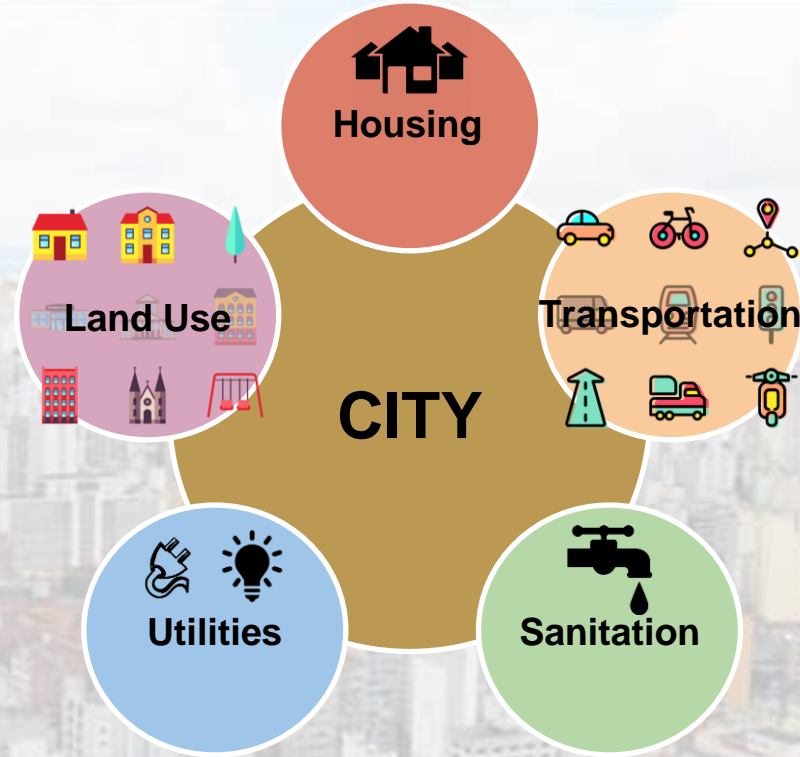 Housing
Land Use
Transportation
CITY
Utilities
Sanitation